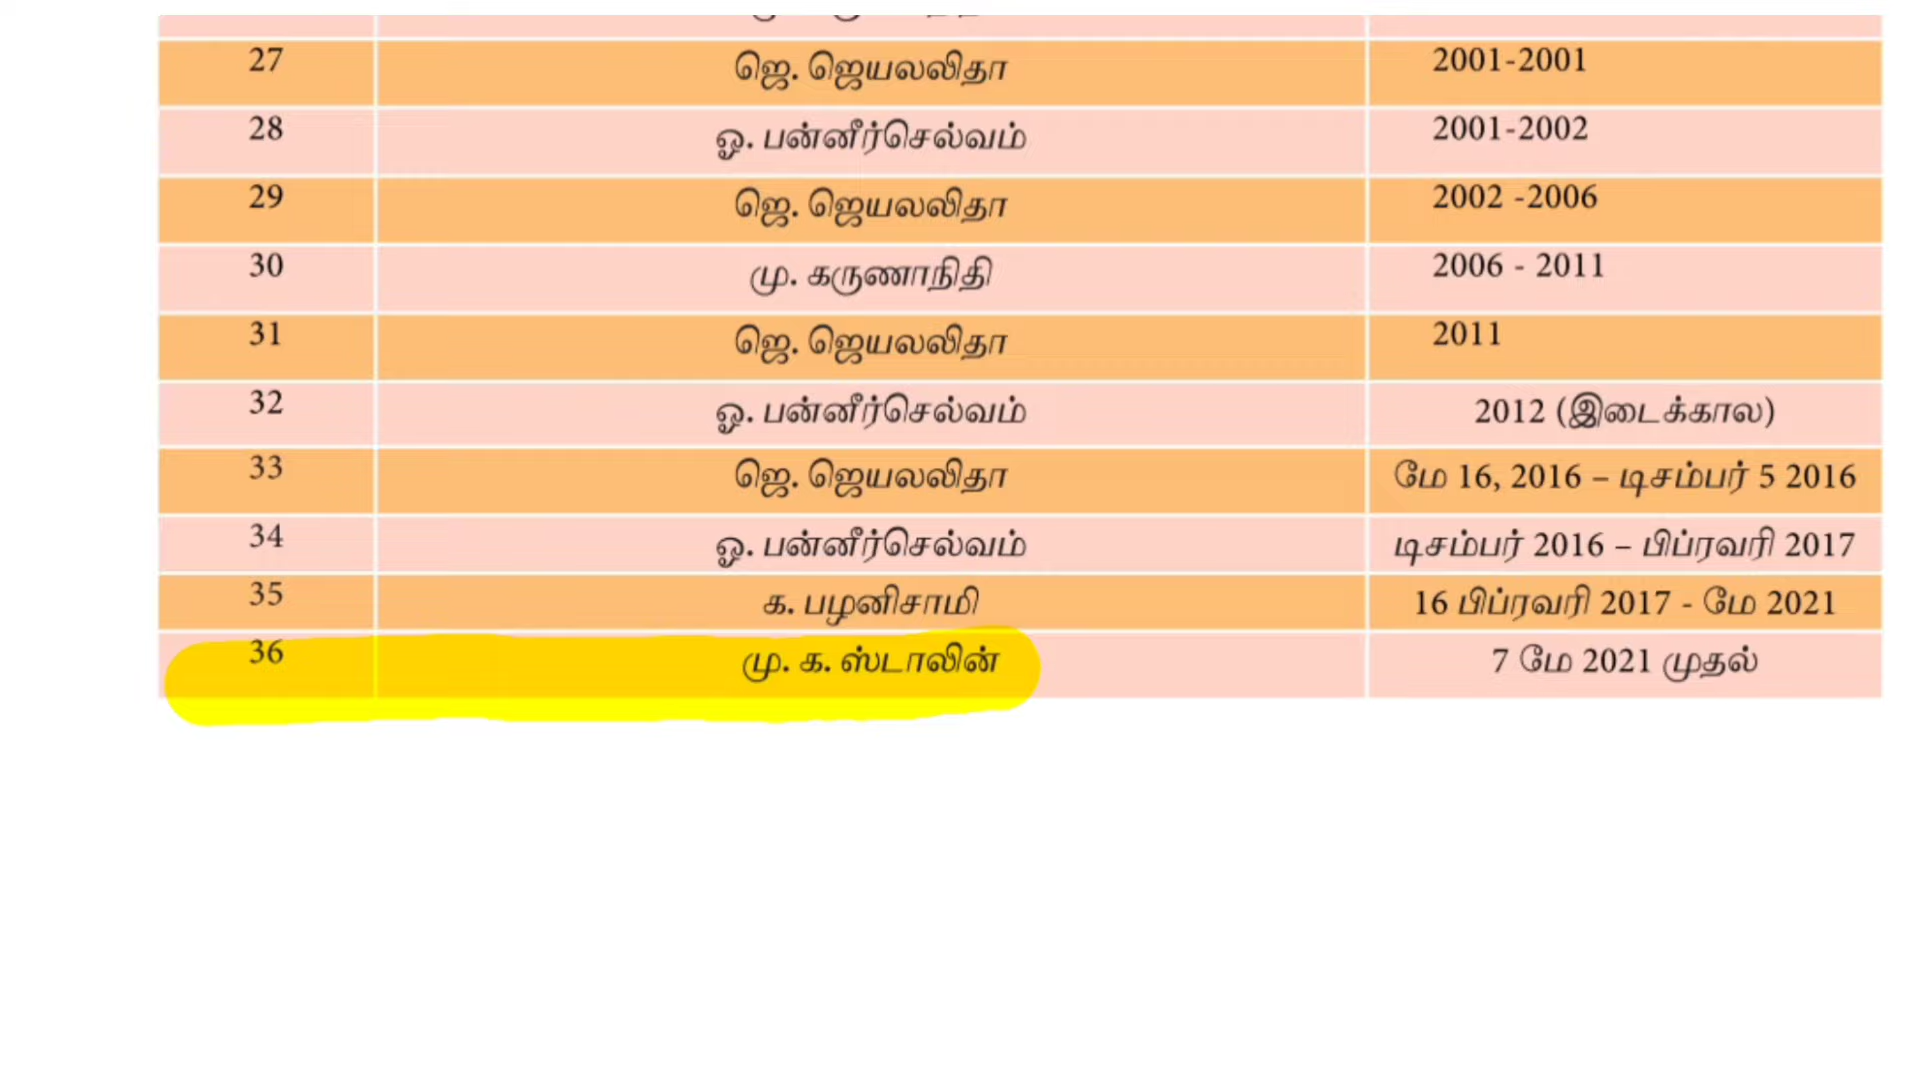 27 ஜெ. ஜெயலலிதா 2001-2001
28 ஓ. பன்னீர்செல்வம் 2001-2002
29 ஜெ. ஜெயலலிதா 2002 -2006
30 மு. கருணாநிதி 2006 - 2011
31 ஜெ. ஜெயலலிதா 2011
32 ஓ. பன்னீர்செல்வம் 2012 (இடைக்கால)
33 ஜெ. ஜெயலலிதா மே 16, 2016 – டிசம்பர் 5 2016
34 ஓ. பன்னீர்செல்வம் டிசம்பர் 2016 – பிப்ரவரி 2017
35 க. பழனிசாமி 16 பிப்ரவரி 2017 - மே 2021
36 மு. க. ஸ்டாலின் 7 மே 2021 முதல்